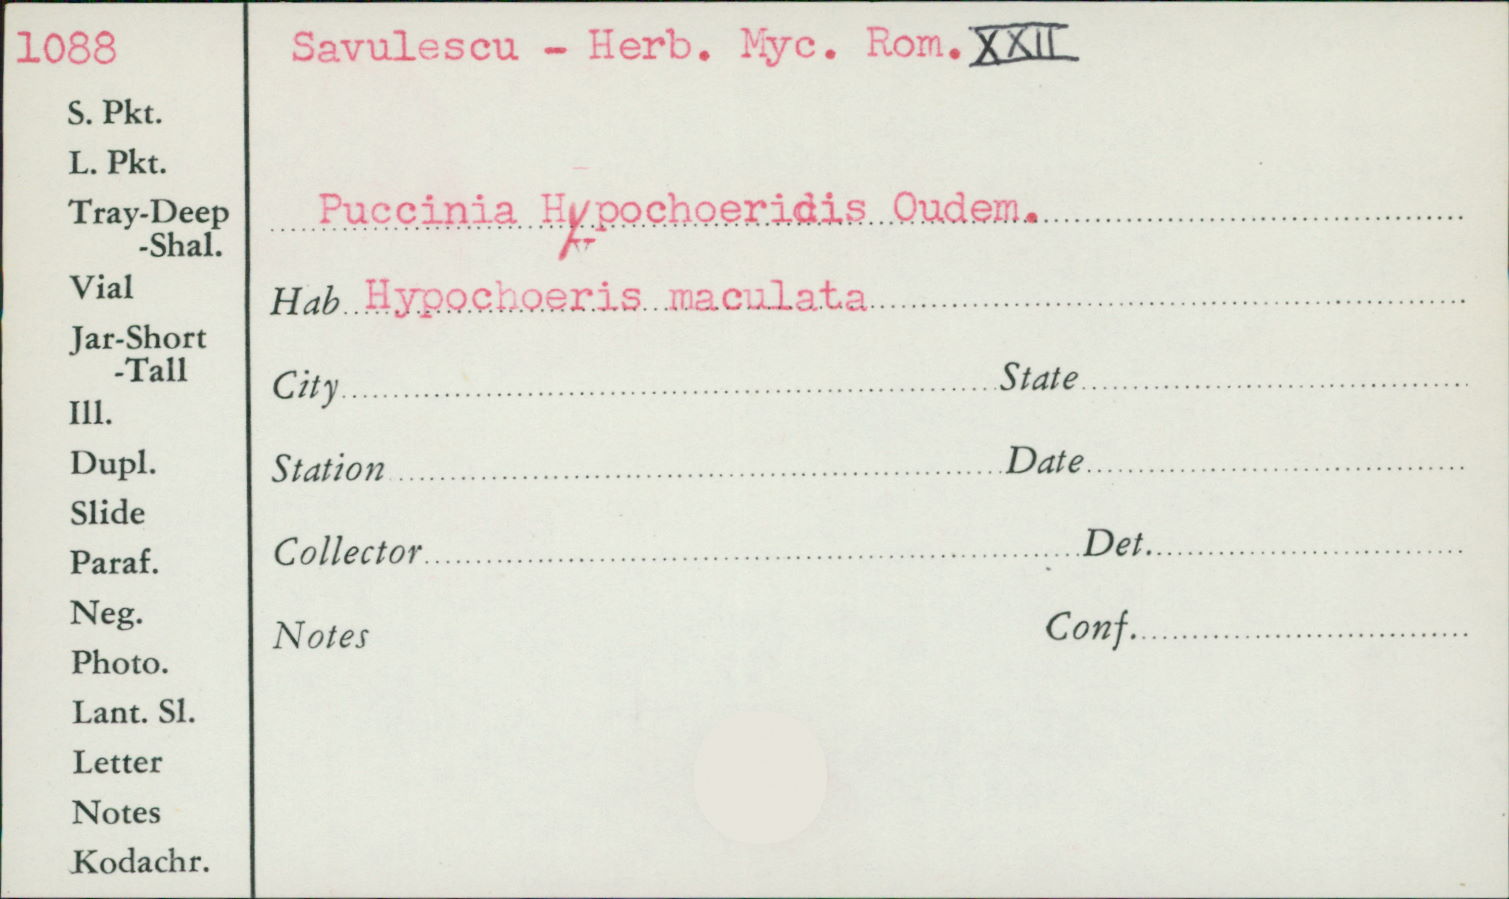 1088
Savulescu - Herb. Myc. Rom. XXII
S. Pkt.
L. Pkt.
Tray-Deep
-Shal.
Vial
Jar-Short
-Tall
Ill.
Dupl.
Slide
Paraf.
Neg.
Photo.
Lant. Sl.
Letter
Notes
Kodachr.
Puccinia Hypochoeridis Oudem.
Hab Hypochoeris maculata
City State
Station Date
Collector Det.
Notes Conf.